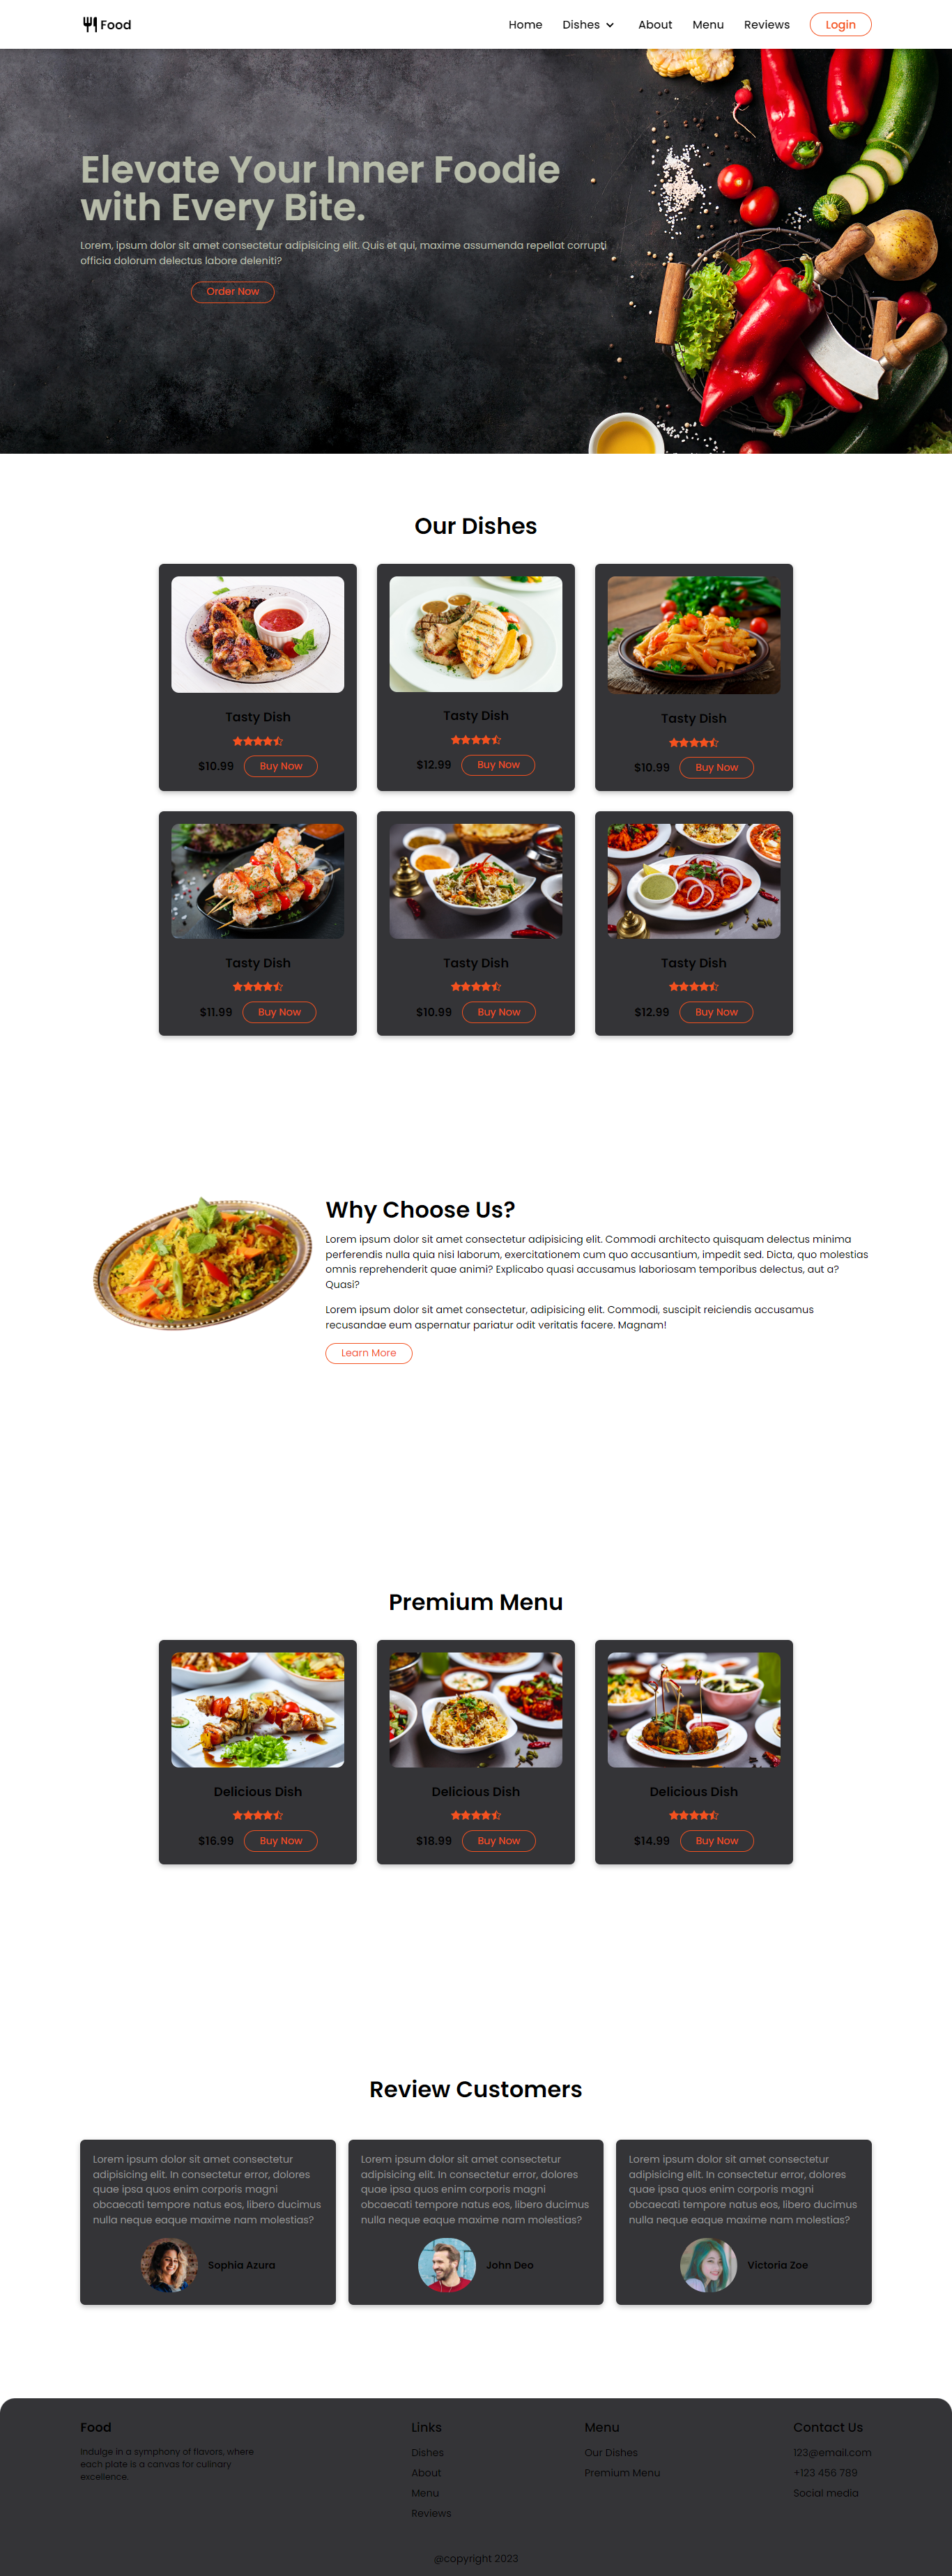 Food
Home Dishes About Menu Reviews Login
Elevate Your Inner Foodie
with Every Bite.
Lorem, ipsum dolor sit amet consectetur adipisicing elit. Quis et qui, maxime assumenda repellat corrupti
officia dolorum delectus labore deleniti?
Order Now
Our Dishes
Tasty Dish
$10.99 Buy Now
Tasty Dish
$12.99 Buy Now
Tasty Dish
$10.99 Buy Now
Tasty Dish
$11.99 Buy Now
Tasty Dish
$10.99 Buy Now
Tasty Dish
$12.99 Buy Now
Why Choose Us?
Lorem ipsum dolor sit amet consectetur adipisicing elit. Commodi architecto quisquam delectus minima
perferendis nulla quia nisi laborum, exercitationem cum quo accusantium, impedit sed. Dicta, quo molestias
omnis reprehenderit quae animi? Explicabo quasi accusamus laboriosam temporibus delectus, aut a?
Quasi?
Lorem ipsum dolor sit amet consectetur, adipisicing elit. Commodi, suscipit reiciendis accusamus
recusandae eum aspernatur pariatur odit veritatis facere. Magnam!
Learn More
Premium Menu
Delicious Dish
$16.99 Buy Now
Delicious Dish
$18.99 Buy Now
Delicious Dish
$14.99 Buy Now
Review Customers
Lorem ipsum dolor sit amet consectetur
adipisicing elit. In consectetur error, dolores
quae ipsa quos enim corporis magni
obcaecati tempore natus eos, libero ducimus
nulla neque eaque maxime nam molestias?
Sophia Azura
Lorem ipsum dolor sit amet consectetur
adipisicing elit. In consectetur error, dolores
quae ipsa quos enim corporis magni
obcaecati tempore natus eos, libero ducimus
nulla neque eaque maxime nam molestias?
John Deo
Lorem ipsum dolor sit amet consectetur
adipisicing elit. In consectetur error, dolores
quae ipsa quos enim corporis magni
obcaecati tempore natus eos, libero ducimus
nulla neque eaque maxime nam molestias?
Victoria Zoe
Food
Indulge in a symphony of flavors, where
each plate is a canvas for culinary
excellence.
Links
Dishes
About
Menu
Reviews
Menu
Our Dishes
Premium Menu
Contact Us
123@email.com
+123 456 789
Social media
@copyright 2023